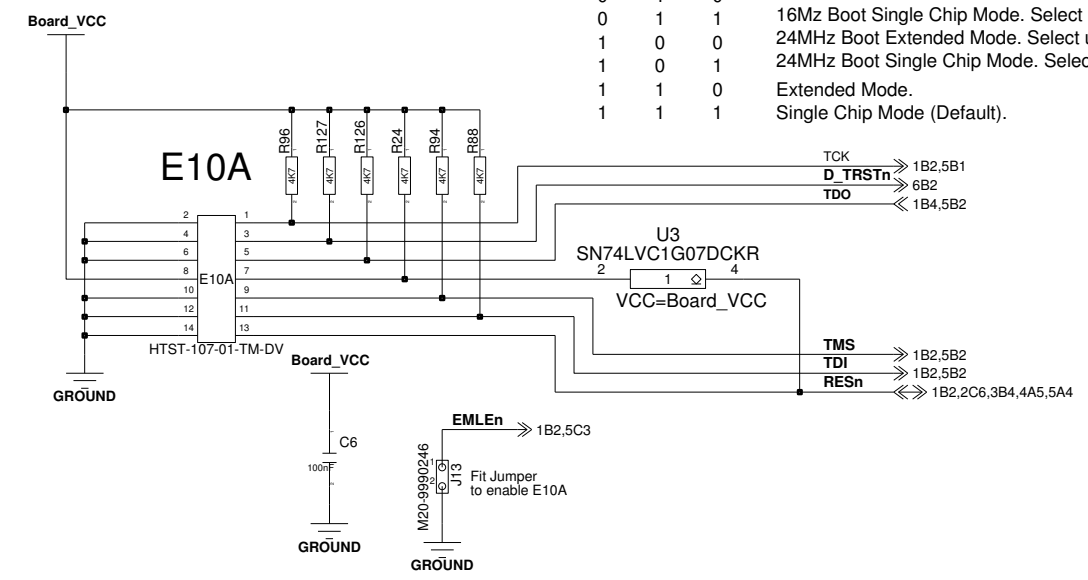 Board_VCC
0 1 1 16Mz Boot Single Chip Mode. Select
1 0 0 24MHz Boot Extended Mode. Select
1 0 1 24MHz Boot Single Chip Mode.
1 1 0 Extended Mode.
1 1 1 Single Chip Mode (Default).
E10A
R96 R127 R126 R24 R94 R88
4K7 4K7 4K7 4K7 4K7 4K7
TCK 1B2,5B1
D_TRSTn 6B2
TDO 1B4,5B2
2 1
4 3
6 5
8 7
10 9
12 11
14 13
E10A
HTST-107-01-TM-DV
U3
SN74LVC1G07DCKR
2 1 4
VCC=Board_VCC
TMS 1B2,5B2
TDI 1B2,5B2
RESn 1B2,2C6,3B4,4A5,5A4
GROUND
Board_VCC
C6
100nF
GROUND
EMLEn 1B2,5C3
M20-9990246
1
2
J13
Fit Jumper
to enable E10A
GROUND